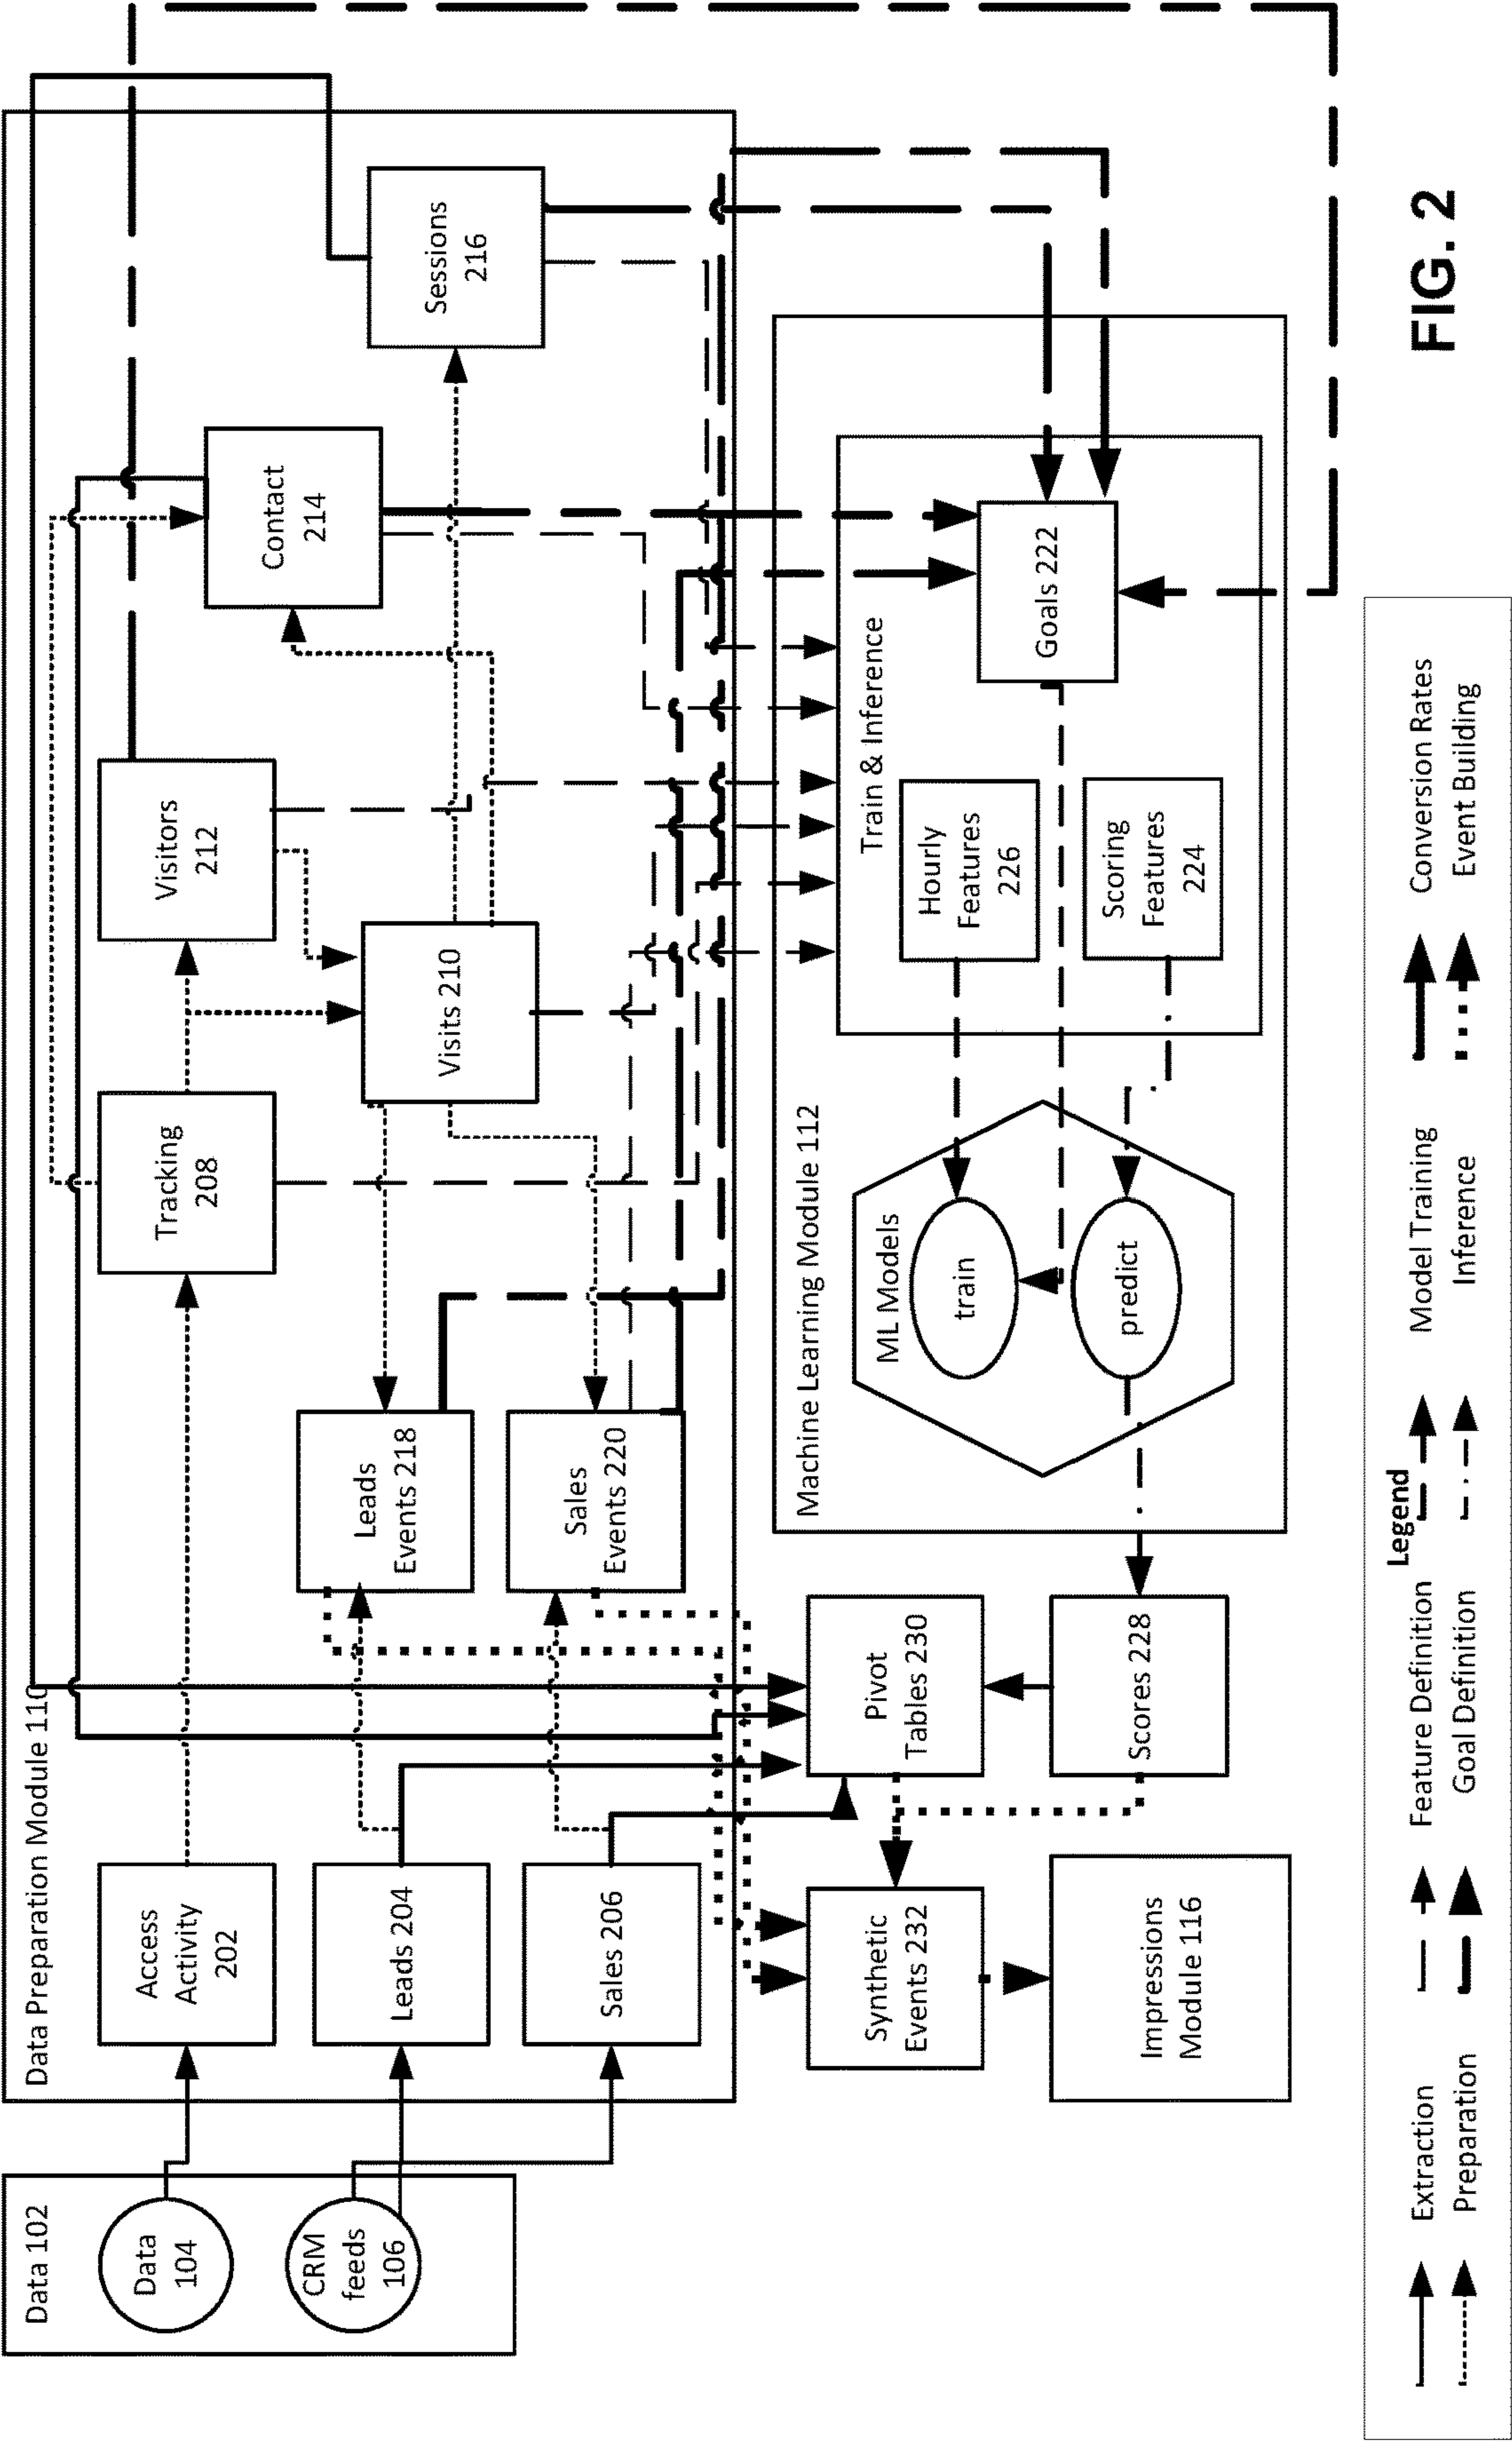 Data 102
Data
104
CRM
feeds
106
Data Preparation Module 110
Access
Activity
202
Leads 204
Sales 206
Tracking
208
Visitors
212
Visits 210
Contact
214
Sessions
216
Leads
Events 218
Sales
Events 220
Machine Learning Module 112
ML Models
train
predict
Train & Inference
Hourly
Features
226
Scoring
Features
224
Goals 222
Pivot
Tables 230
Scores 228
Synthetic
Events 232
Impressions
Module 116
Legend
Extraction
Feature Definition
Model Training
Conversion Rates
Preparation
Goal Definition
Inference
Event Building
FIG. 2